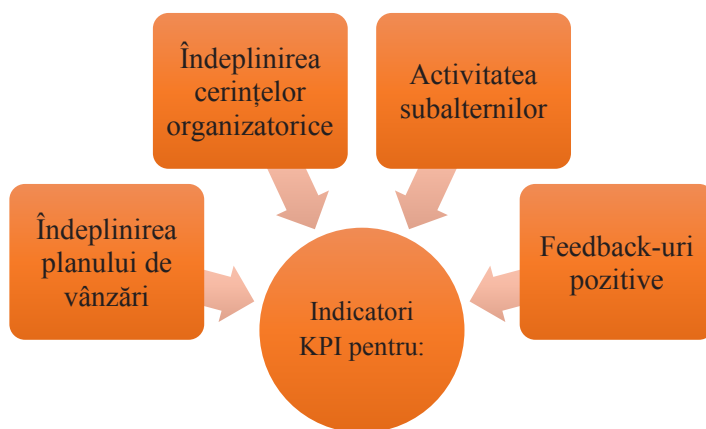 Îndeplinirea
cerințelor
organizatorice
Activitatea
subalternilor
Îndeplinirea
planului de
vânzări
Feedback-uri
pozitive
Indicatori
KPI pentru: